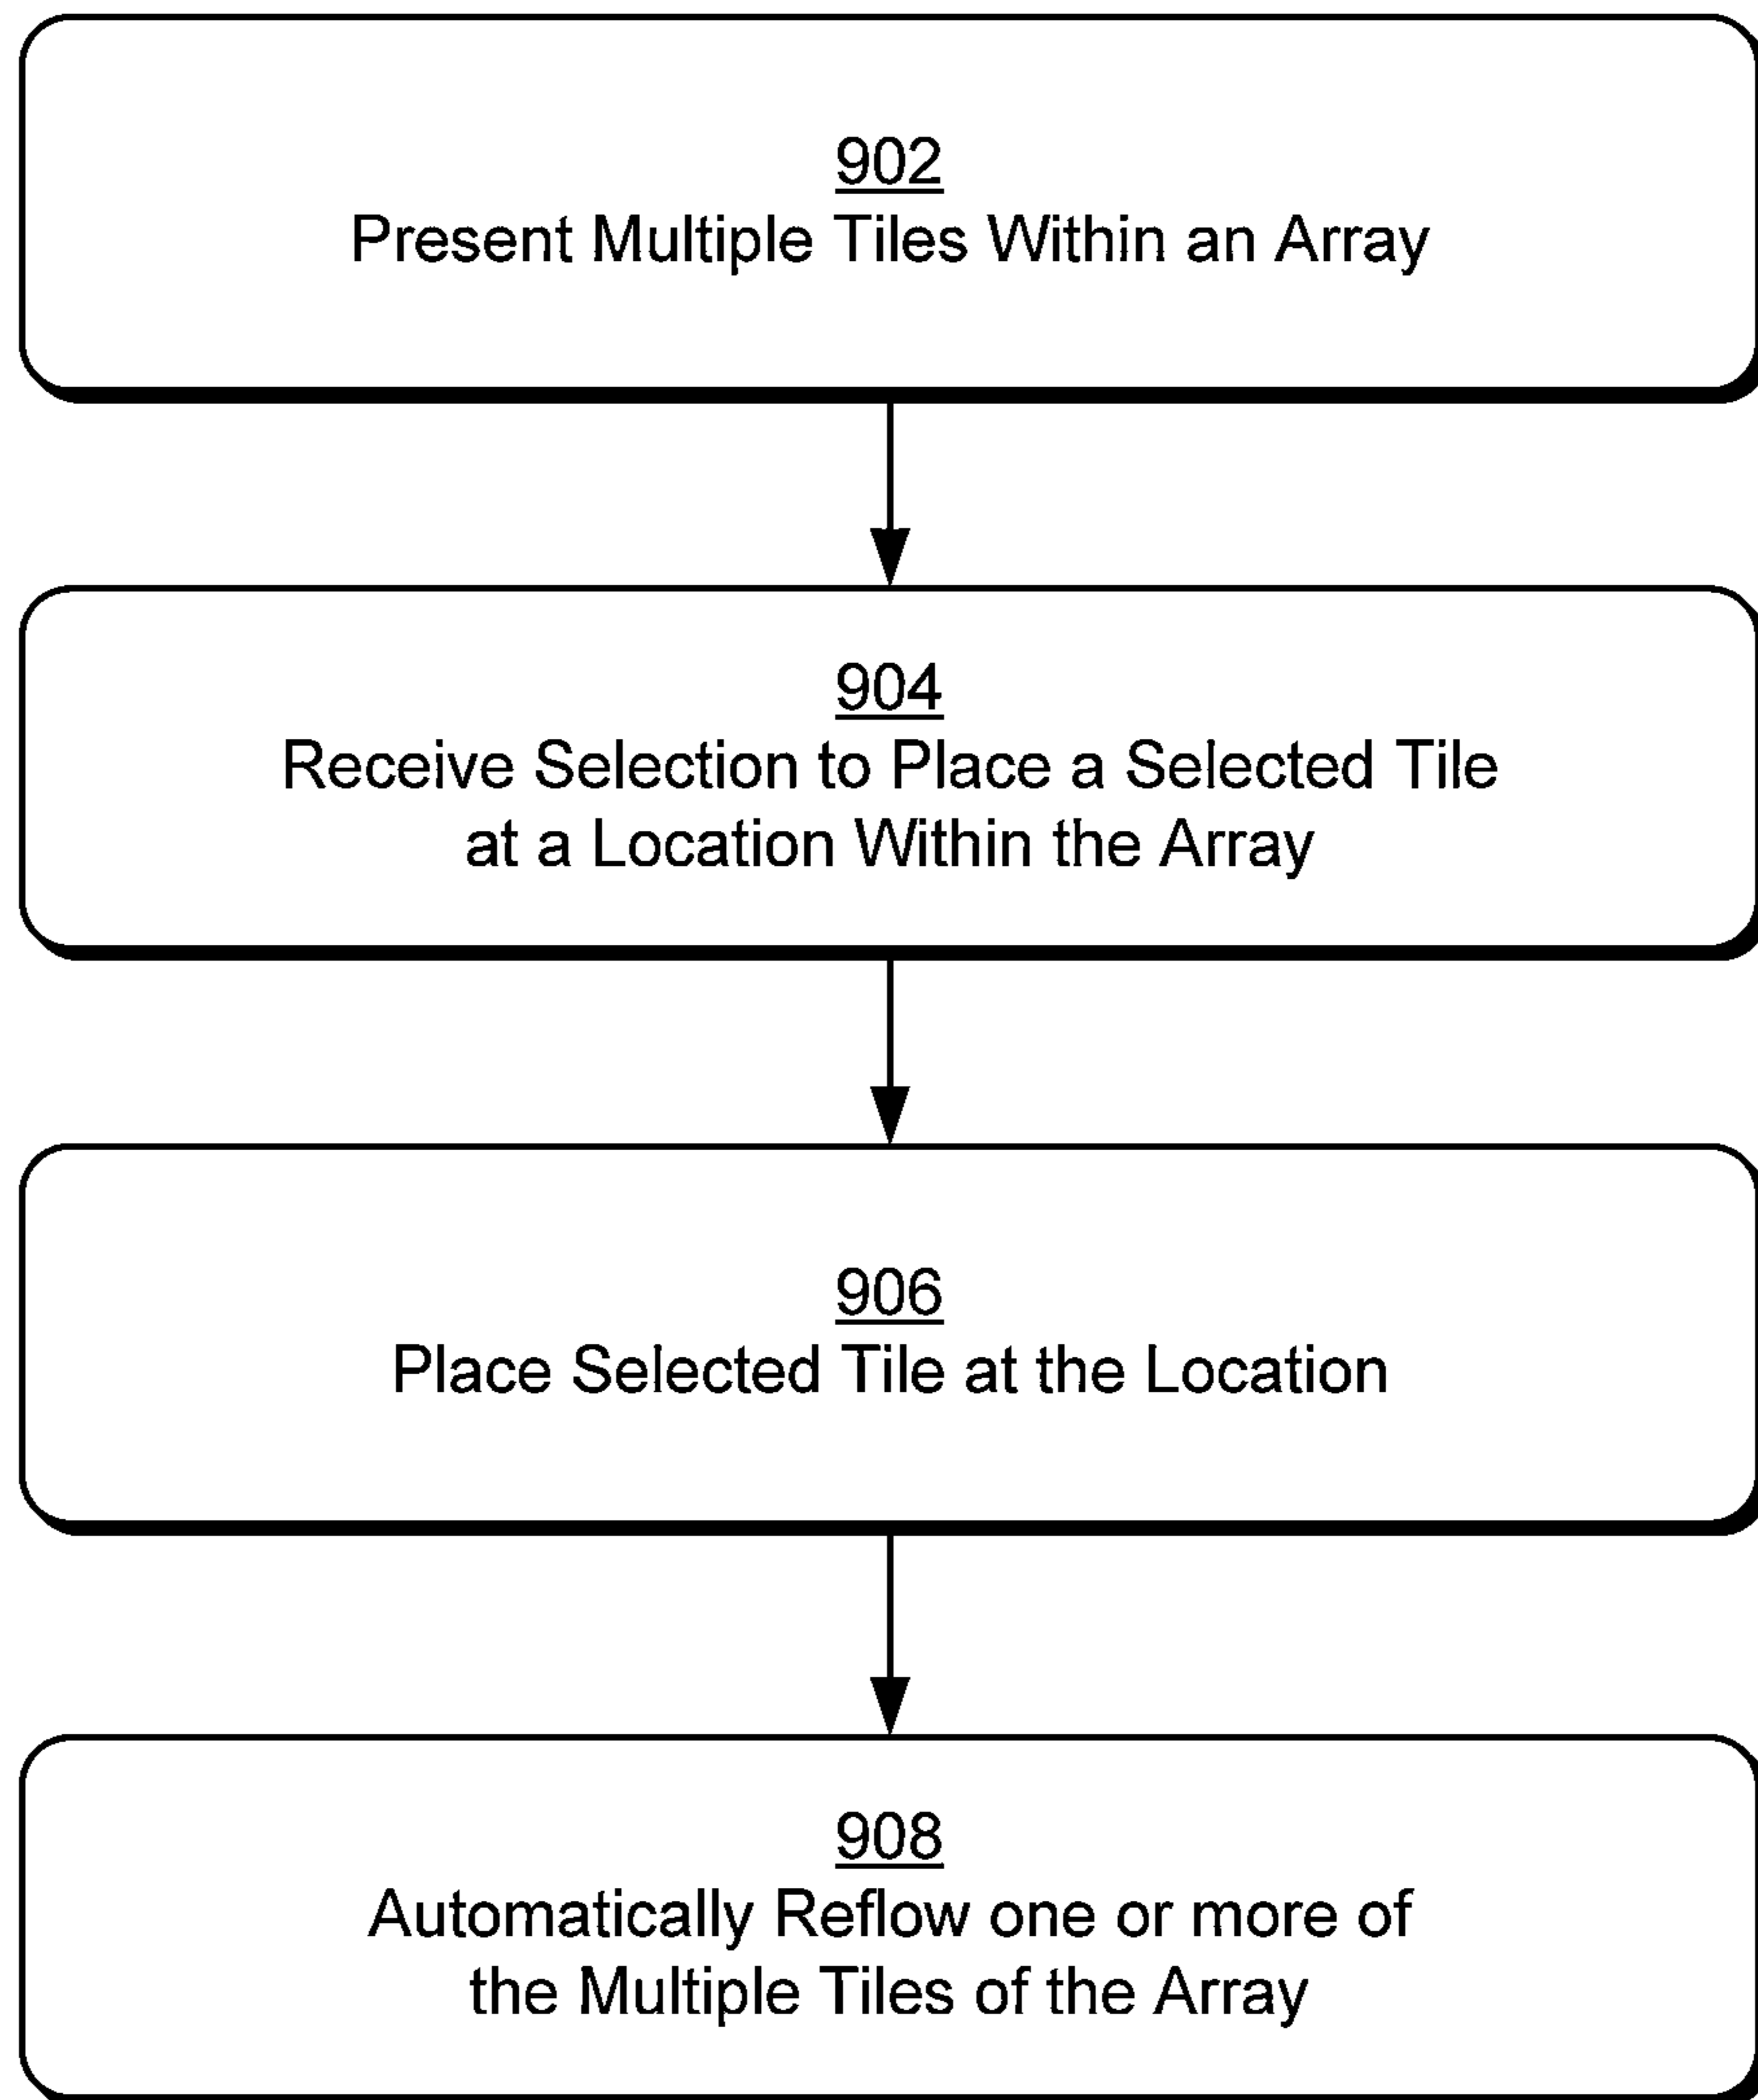 902
Present Multiple Tiles Within an Array
904
Receive Selection to Place a Selected Tile
at a Location Within the Array
906
Place Selected Tile at the Location
908
Automatically Reflow one or more of
the Multiple Tiles of the Array